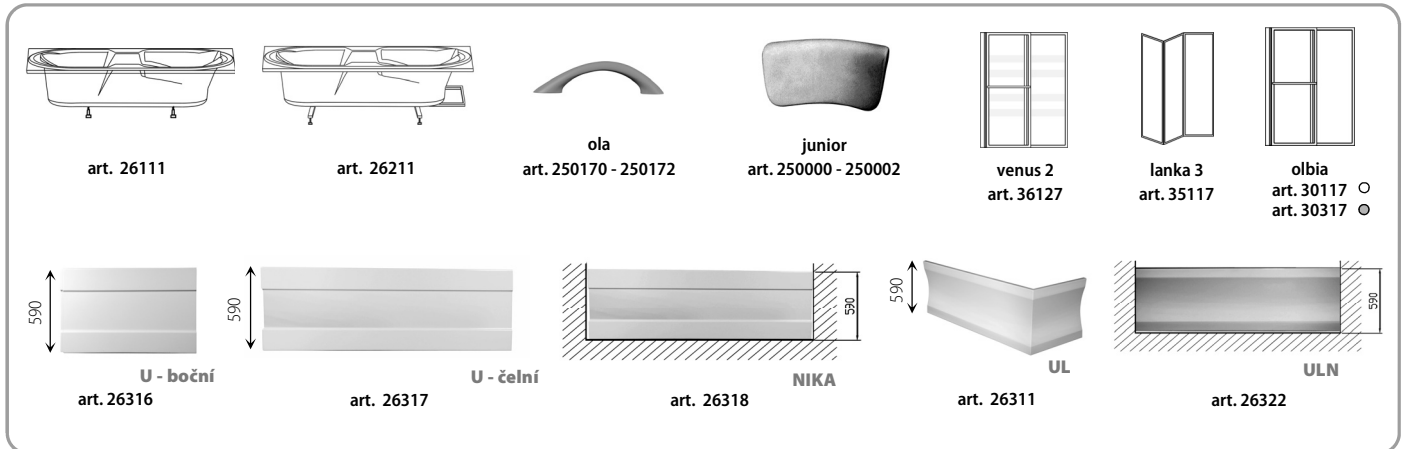 art. 26111
art. 26211
ola
art. 250170 - 250172
junior
art. 250000 - 250002
venus 2
art. 36127
lanka 3
art. 35117
olbia
art. 30117
art. 30317
590
U - boční
art. 26316
590
U - čelní
art. 26317
590
NIKA
art. 26318
590
UL
art. 26311
590
ULN
art. 26322